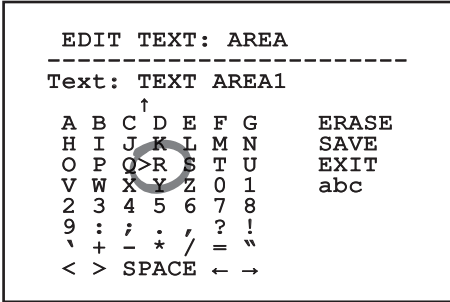 EDIT TEXT: AREA
------------------------
Text: TEXT AREA1
↑
A B C D E F G ERASE
H I J K L M N SAVE
O P Q>R S T U EXIT
V W X Y Z 0 1 abc
2 3 4 5 6 7 8
9 : ; . , ? !
‵ + - * / = ‶
< > SPACE ← →